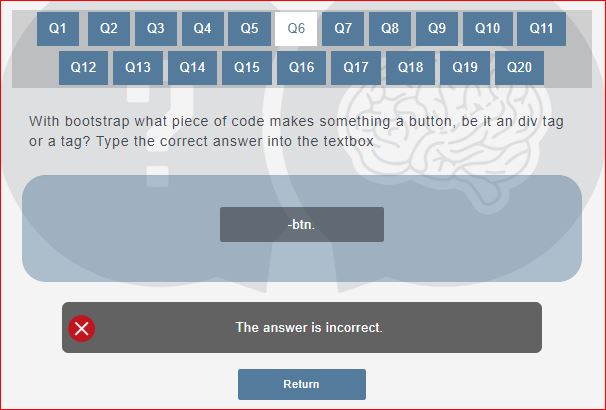 Q1 Q2 Q3 Q4 Q5 Q6 Q7 Q8 Q9 Q10 Q11
Q12 Q13 Q14 Q15 Q16 Q17 Q18 Q19 Q20
With bootstrap what piece of code makes something a button, be it an div tag
or a tag? Type the correct answer into the textbox
-btn.
The answer is incorrect.
Return